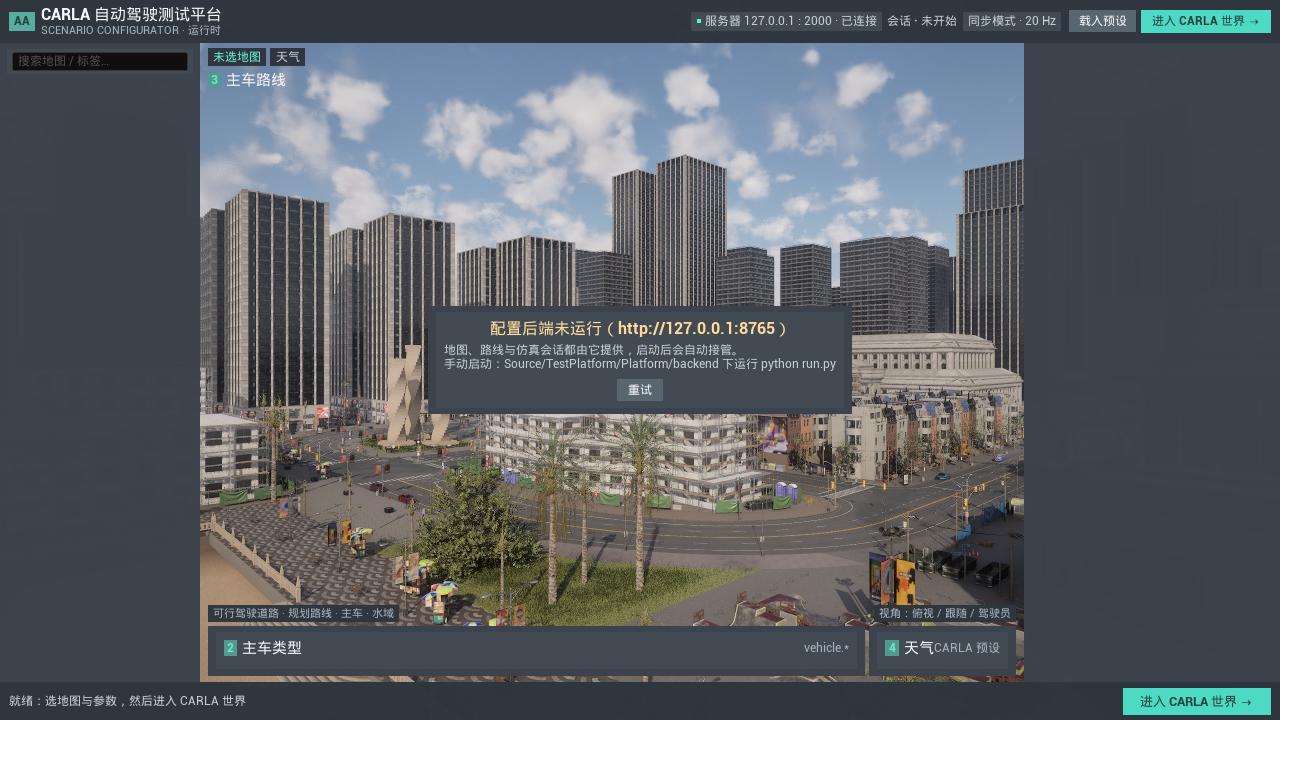 AA
CARLA 自动驾驶测试平台
SCENARIO CONFIGURATOR · 运行时
服务器 127.0.0.1 : 2000 · 已连接
会话 · 未开始
同步模式 · 20 Hz
载入预设
进入 CARLA 世界 →
搜索地图 / 标签...
未选地图
天气
3 主车路线
配置后端未运行 ( http://127.0.0.1:8765 )
地图、路线与仿真会话都由它提供，启动后会自动接管。
手动启动：Source/TestPlatform/Platform/backend 下运行 python run.py
重试
可行驾驶道路 · 规划路线 · 主车 · 水域
视角：俯视 / 跟随 / 驾驶员
2 主车类型
vehicle.*
4 天气
CARLA 预设
就绪：选地图与参数，然后进入 CARLA 世界
进入 CARLA 世界 →